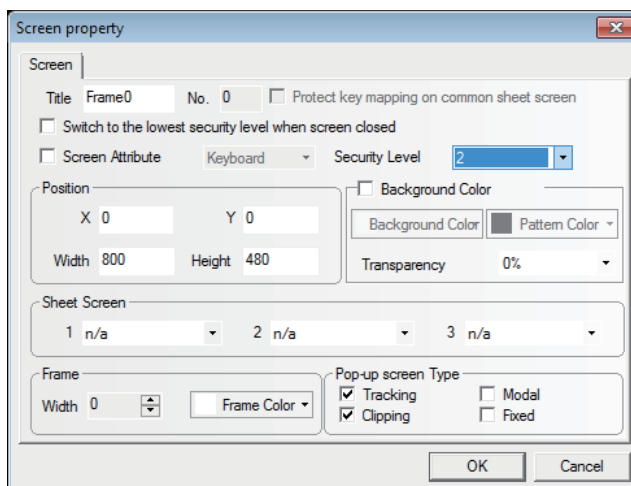 Screen property
Screen
Title Frame0 No. 0 Protect key mapping on common sheet screen
Switch to the lowest security level when screen closed
Screen Attribute Keyboard Security Level 2
Position Background Color
X 0 Y 0 Background Color Pattern Color
Width 800 Height 480 Transparency 0%
Sheet Screen
1 n/a 2 n/a 3 n/a
Frame Pop-up screen Type
Width 0 Frame Color Tracking Modal
Clipping Fixed
OK Cancel